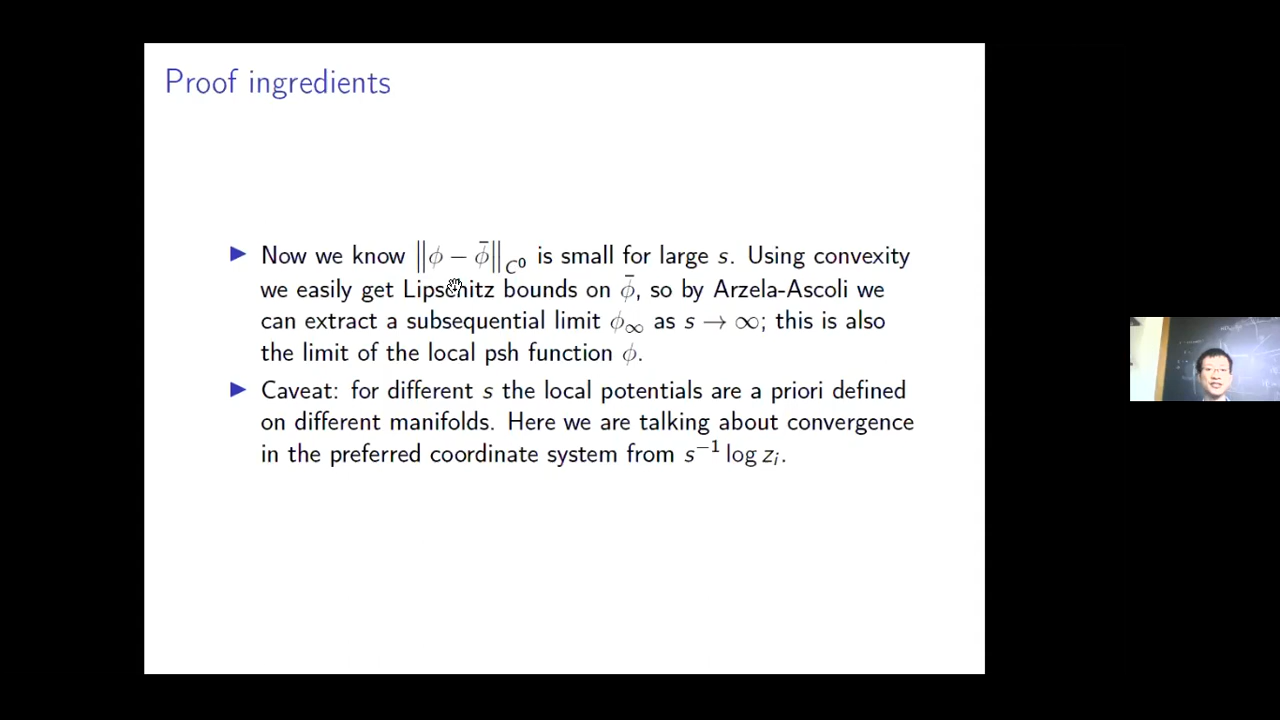 Proof ingredients
▶ Now we know ‖ϕ − ϕ̄‖_{C⁰} is small for large s. Using convexity
we easily get Lipschitz bounds on ϕ̄, so by Arzela-Ascoli we
can extract a subsequential limit ϕ_∞ as s → ∞; this is also
the limit of the local psh function ϕ.
▶ Caveat: for different s the local potentials are a priori defined
on different manifolds. Here we are talking about convergence
in the preferred coordinate system from s⁻¹ log zᵢ.